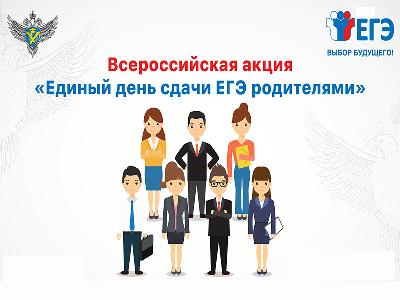 ЕГЭ
ВЫБОР БУДУЩЕГО!
Всероссийская акция
«Единый день сдачи ЕГЭ родителями»